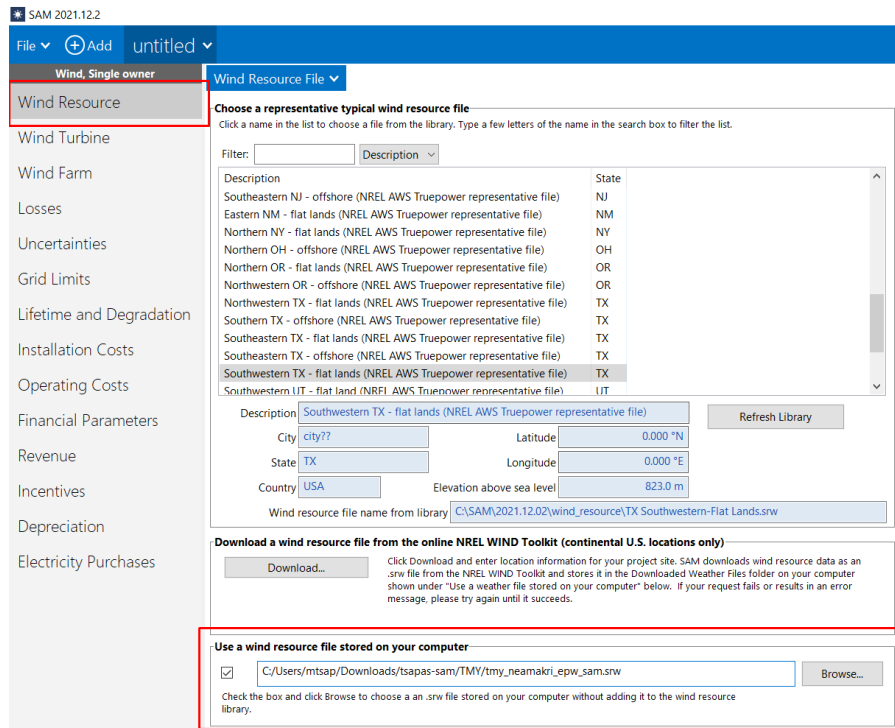 SAM 2021.12.2
File Add untitled
Wind, Single owner
Wind Resource
Wind Turbine
Wind Farm
Losses
Uncertainties
Grid Limits
Lifetime and Degradation
Installation Costs
Operating Costs
Financial Parameters
Revenue
Incentives
Depreciation
Electricity Purchases
Wind Resource File
Choose a representative typical wind resource file
Click a name in the list to choose a file from the library. Type a few letters of the name in the search box to filter the list.
Filter: Description
Description State
Southeastern NJ - offshore (NREL AWS Truepower representative file) NJ
Eastern NM - flat lands (NREL AWS Truepower representative file) NM
Northern NY - flat lands (NREL AWS Truepower representative file) NY
Northern OH - offshore (NREL AWS Truepower representative file) OH
Northern OR - flat lands (NREL AWS Truepower representative file) OR
Northwestern OR - offshore (NREL AWS Truepower representative file) OR
Northwestern TX - flat lands (NREL AWS Truepower representative file) TX
Southern TX - offshore (NREL AWS Truepower representative file) TX
Southeastern TX - flat lands (NREL AWS Truepower representative file) TX
Southeastern TX - offshore (NREL AWS Truepower representative file) TX
Southwestern TX - flat lands (NREL AWS Truepower representative file) TX
Southwestern UT - flat land (NREL AWS Truepower representative file) UT
Description Southwestern TX - flat lands (NREL AWS Truepower representative file) Refresh Library
City city?? Latitude 0.000 °N
State TX Longitude 0.000 °E
Country USA Elevation above sea level 823.0 m
Wind resource file name from library C:\SAM\2021.12.02\wind_resource\TX Southwestern-Flat Lands.srw
Download a wind resource file from the online NREL WIND Toolkit (continental U.S. locations only)
Download...
Click Download and enter location information for your project site. SAM downloads wind resource data as an
.srw file from the NREL WIND Toolkit and stores it in the Downloaded Weather Files folder on your computer
shown under "Use a weather file stored on your computer" below. If your request fails or results in an error
message, please try again until it succeeds.
Use a wind resource file stored on your computer
C:/Users/mtsap/Downloads/tsapas-sam/TMY/tmy_neamakri_epw_sam.srw Browse...
Check the box and click Browse to choose a an .srw file stored on your computer without adding it to the wind resource
library.